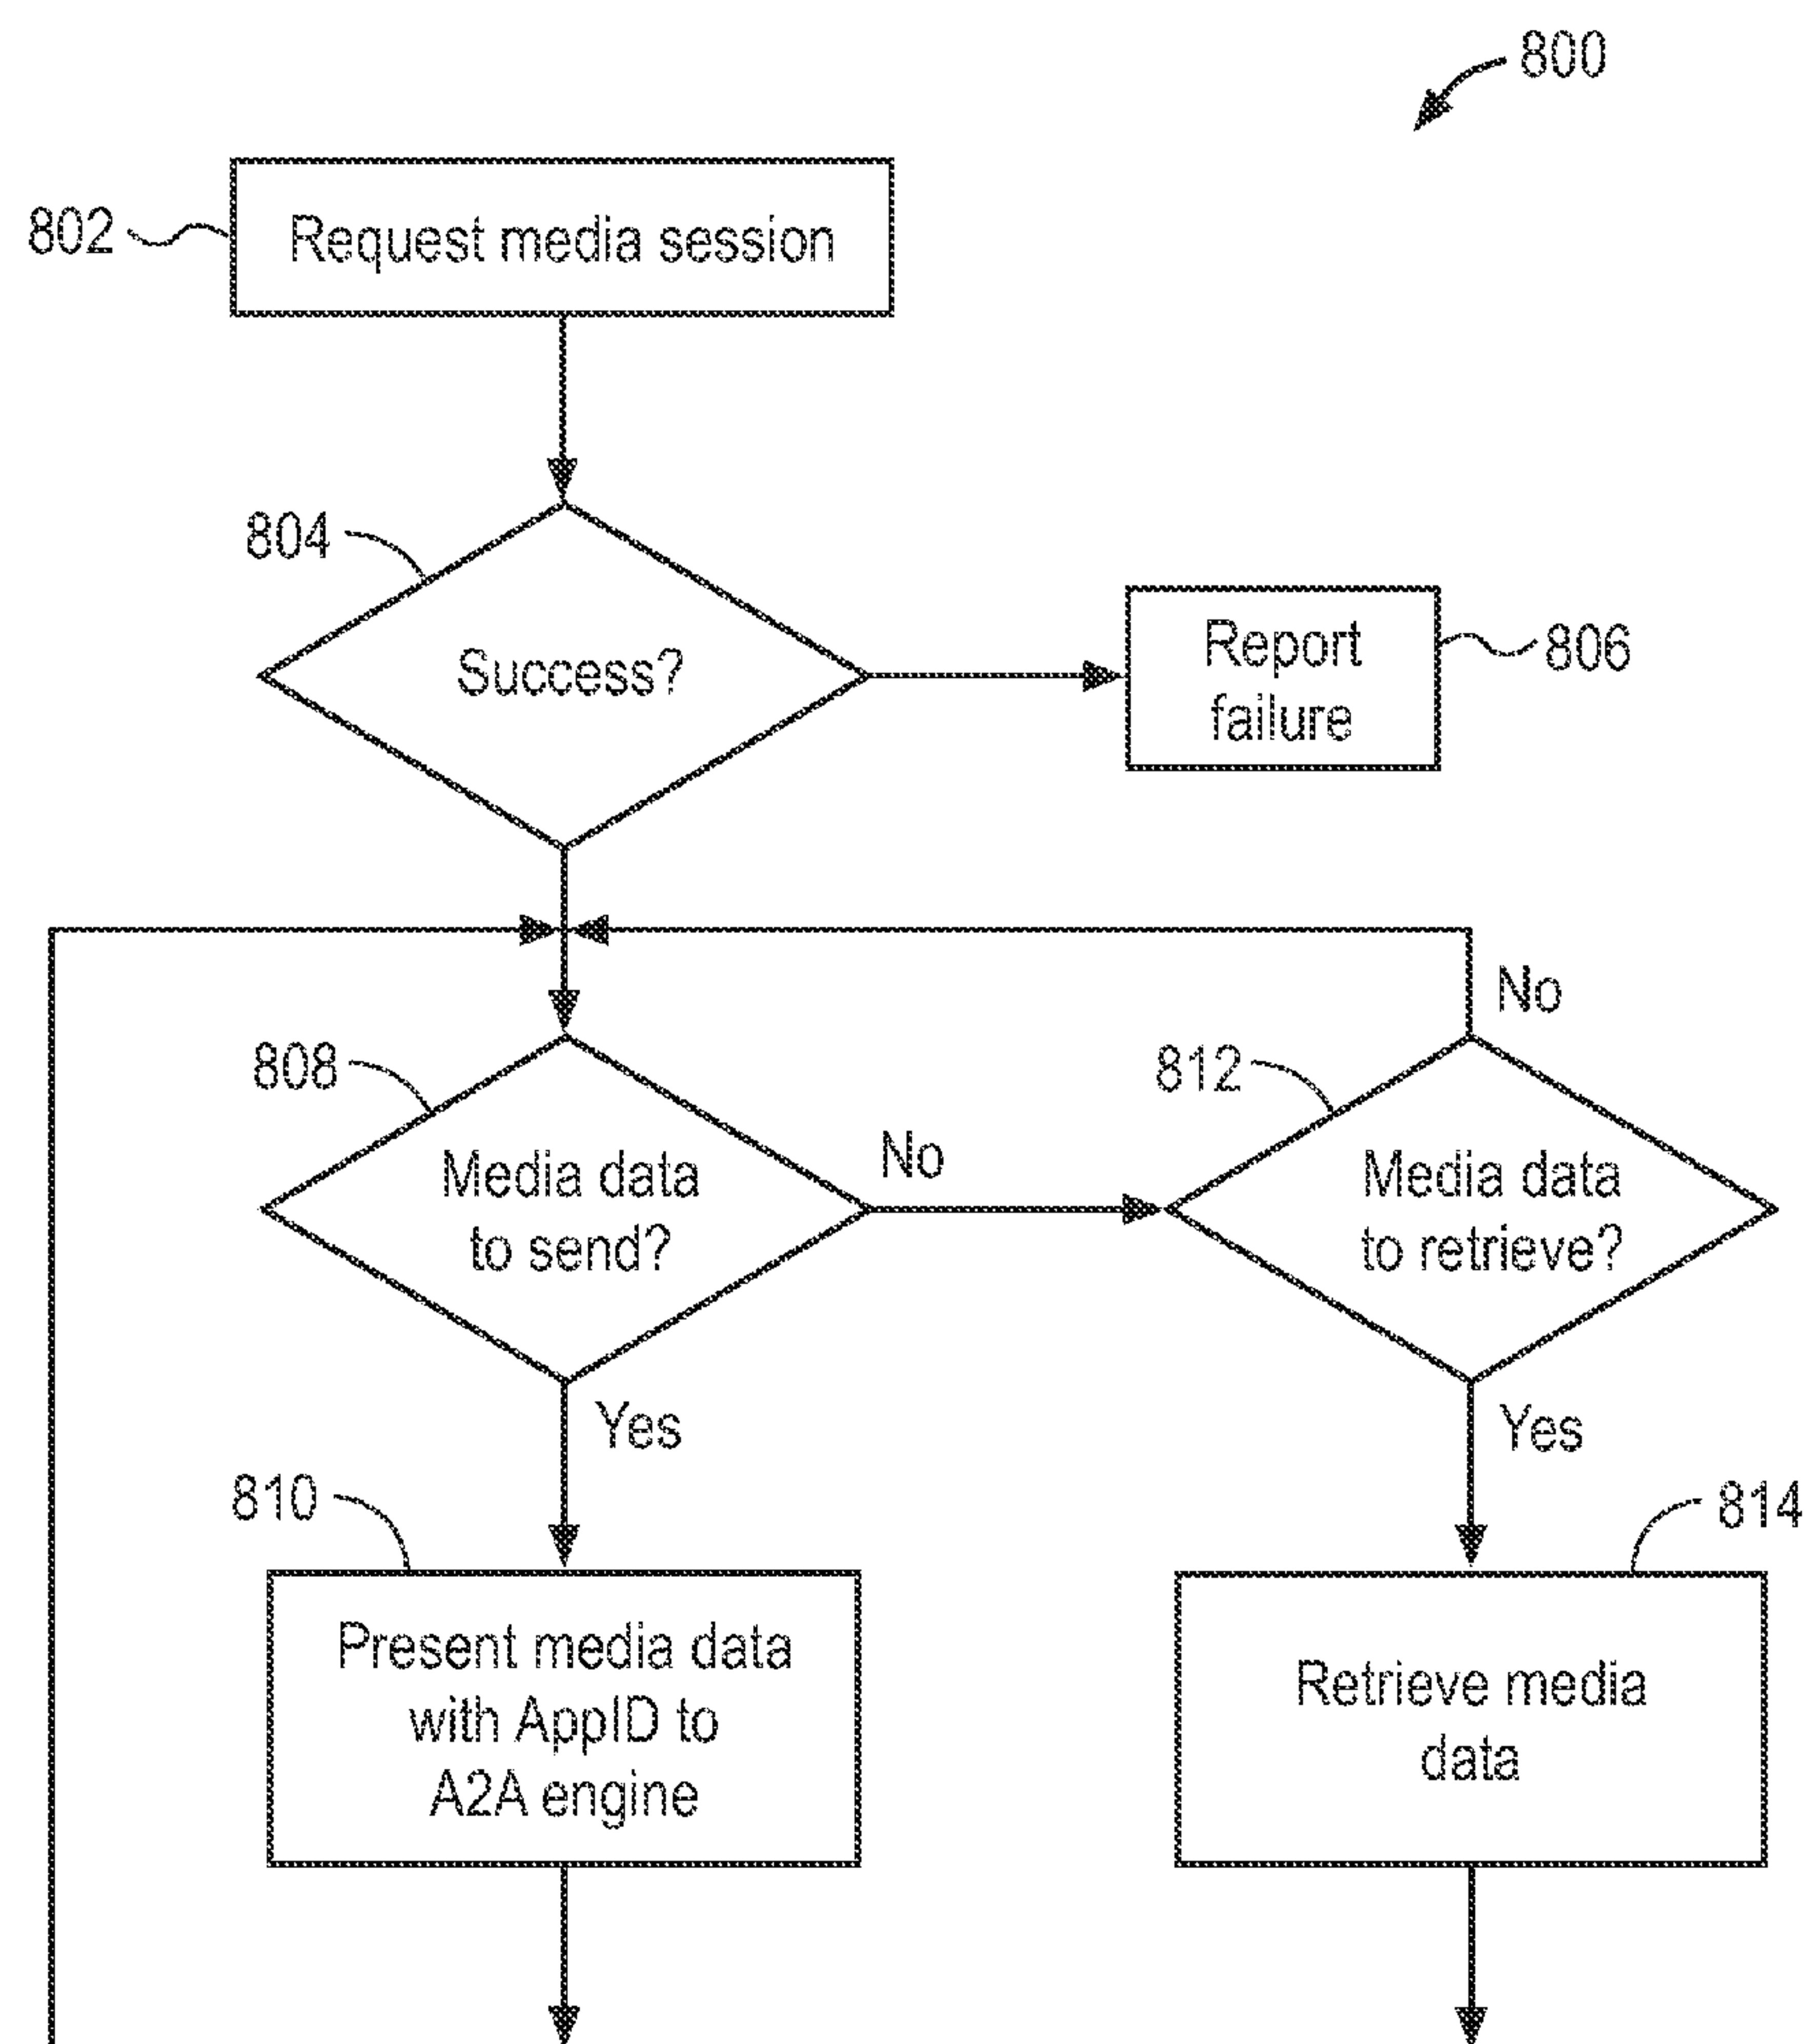 800
802
Request media session
804
Success?
Report
failure
806
No
808
Media data
to send?
No
812
Media data
to retrieve?
Yes
Yes
810
Present media data
with AppID to
A2A engine
814
Retrieve media
data